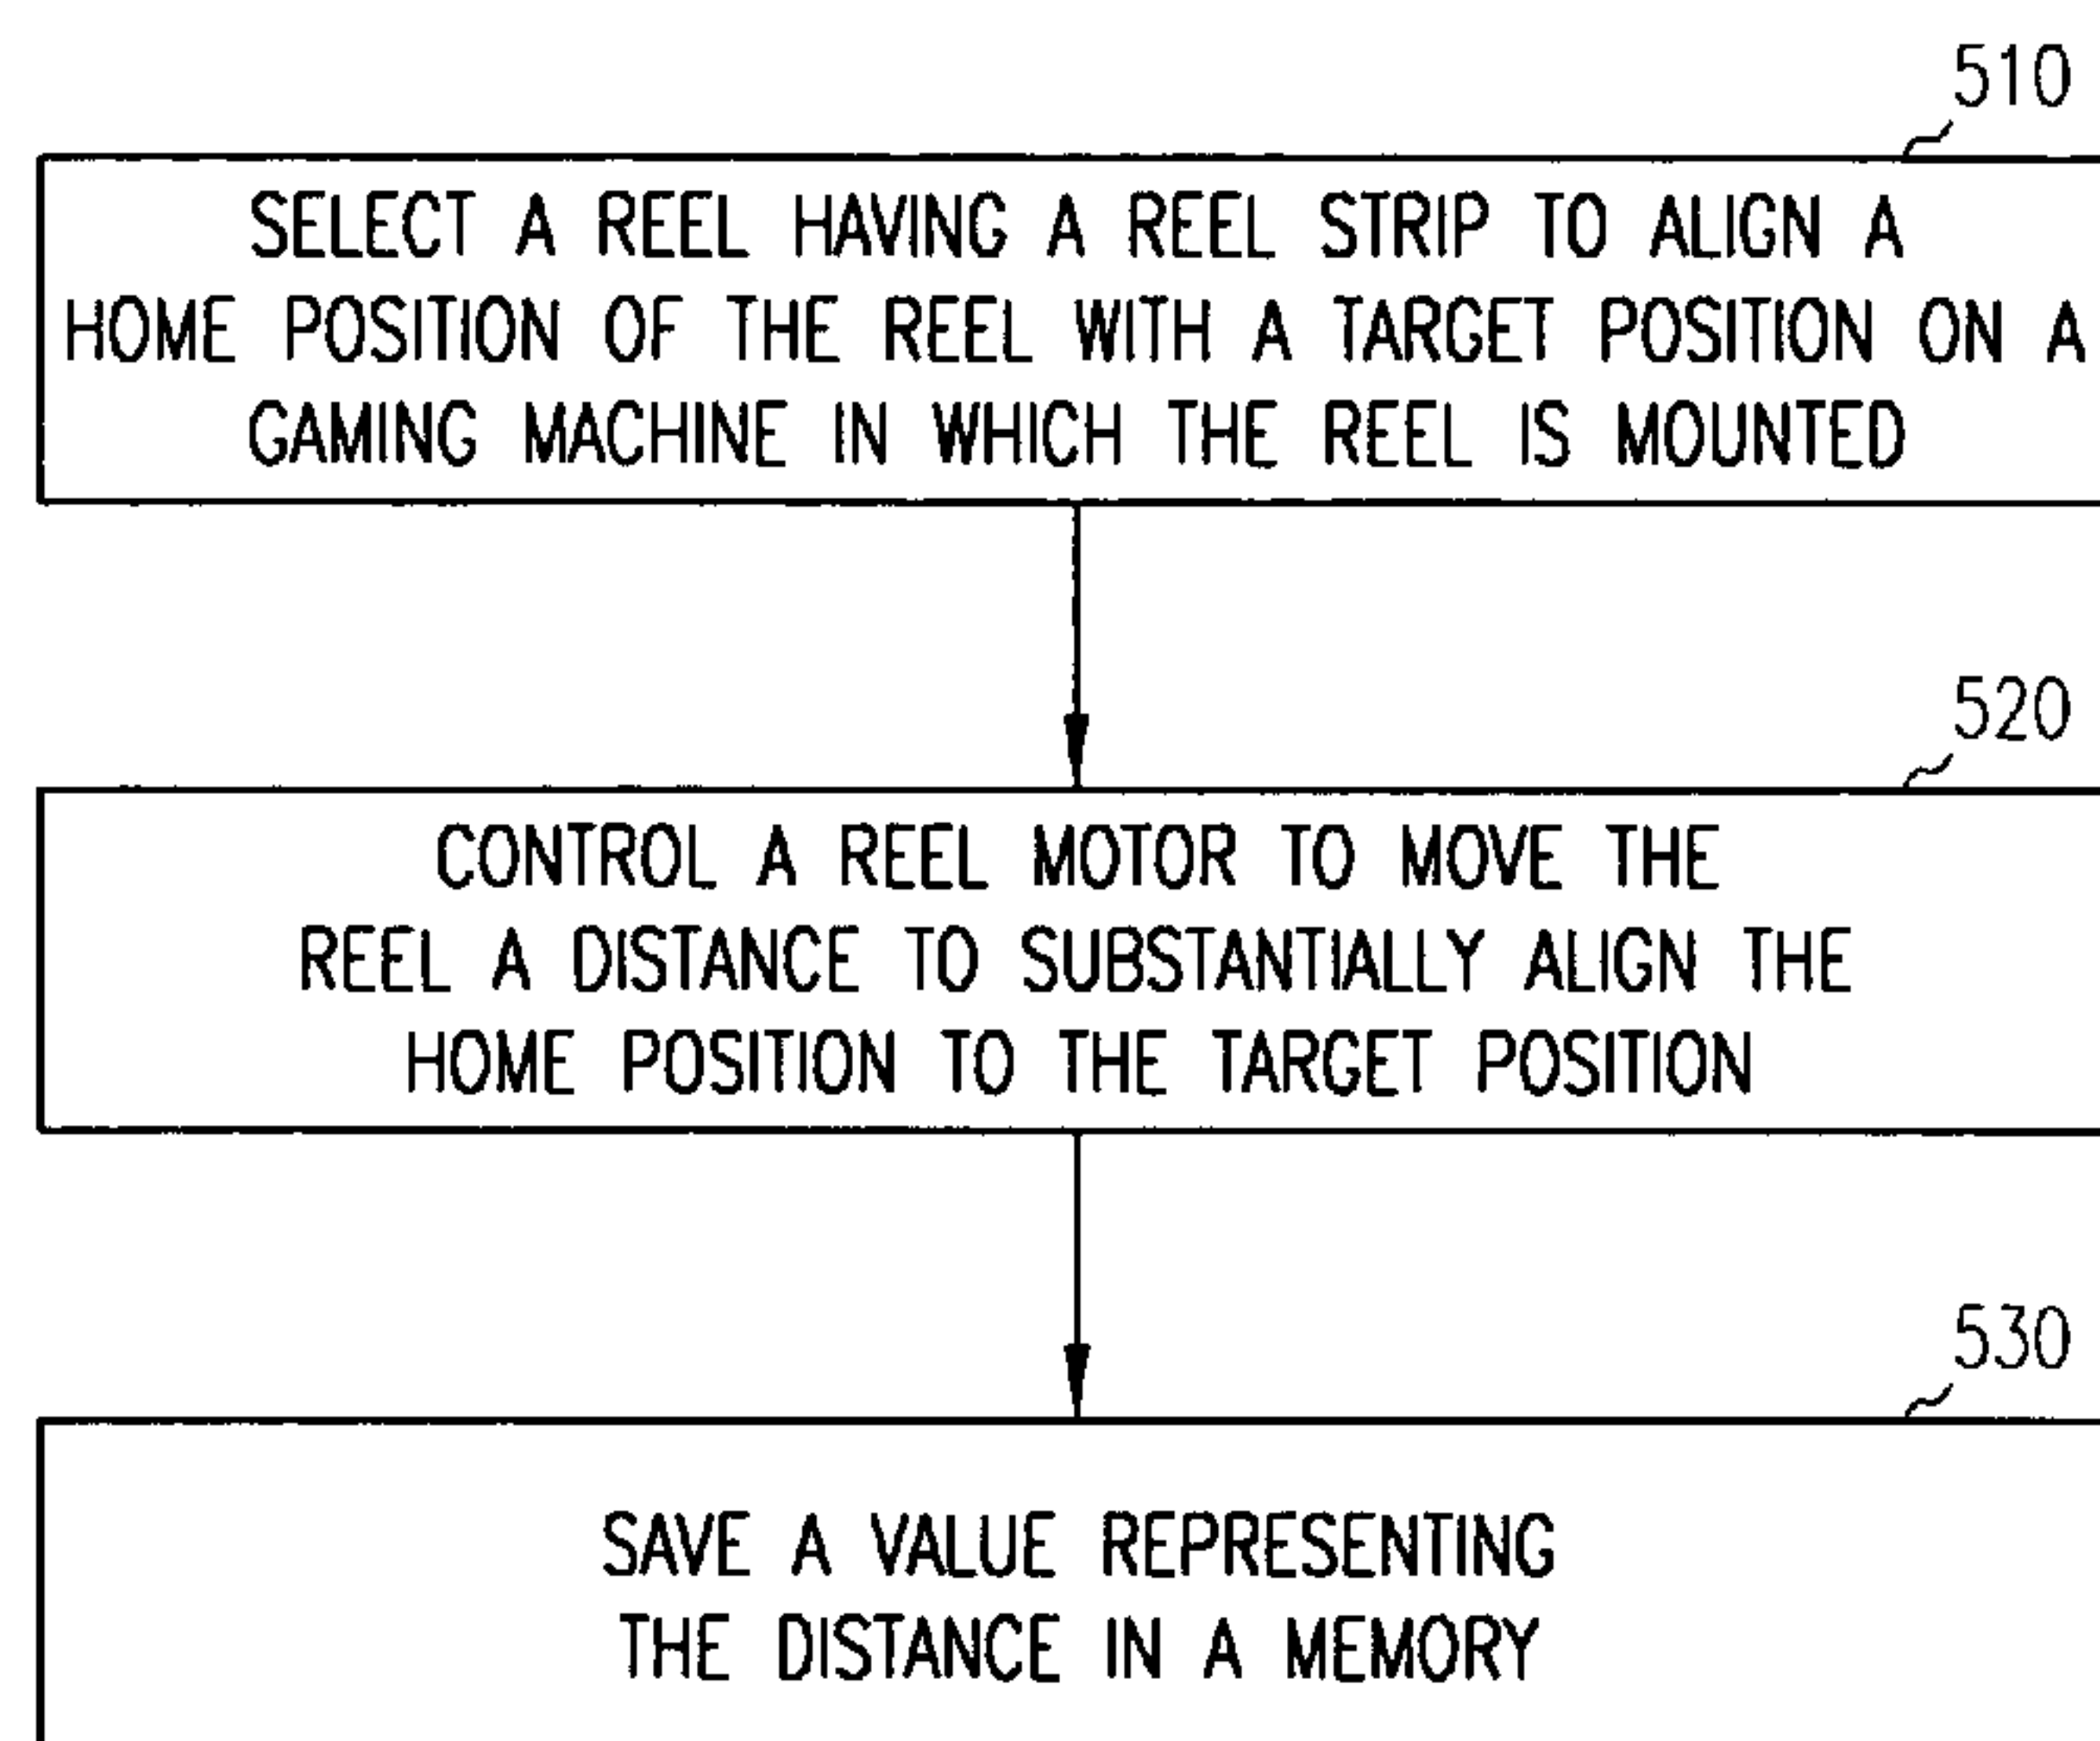 510
SELECT A REEL HAVING A REEL STRIP TO ALIGN A
HOME POSITION OF THE REEL WITH A TARGET POSITION ON A
GAMING MACHINE IN WHICH THE REEL IS MOUNTED
520
CONTROL A REEL MOTOR TO MOVE THE
REEL A DISTANCE TO SUBSTANTIALLY ALIGN THE
HOME POSITION TO THE TARGET POSITION
530
SAVE A VALUE REPRESENTING
THE DISTANCE IN A MEMORY